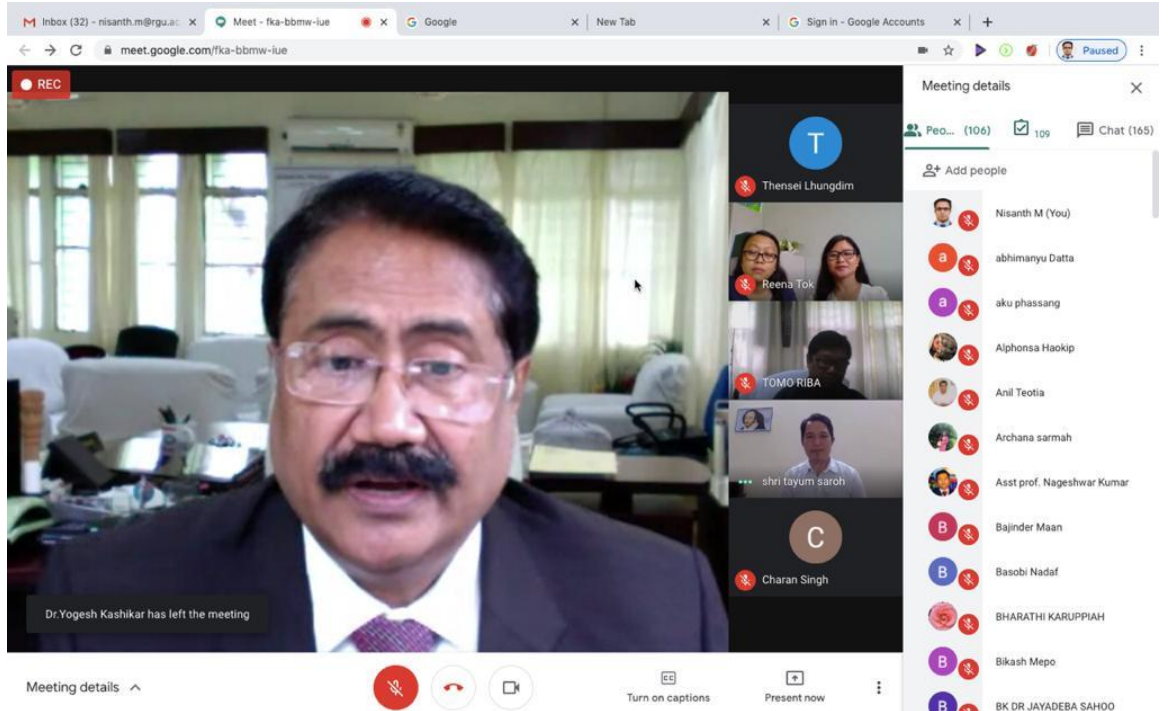 Inbox (32) - nisanth.m@rgu.ac
Meet - fka-bbmw-iue
Google
New Tab
Sign in - Google Accounts
meet.google.com/fka-bbmw-iue
Paused
REC
Meeting details
Peo... (106)
109
Chat (165)
Add people
T
Thensei Lhungdim
Reena Tok
TOMO RIBA
shri tayum saroh
C
Charan Singh
Nisanth M (You)
a
abhimanyu Datta
a
aku phassang
Alphonsa Haokip
Anil Teotia
Archana sarmah
Asst prof. Nageshwar Kumar
B
Bajinder Maan
B
Basobi Nadaf
BHARATHI KARUPPIAH
B
Bikash Mepo
B
BK DR JAYADEBA SAHOO
Dr.Yogesh Kashikar has left the meeting
Meeting details
CC
Turn on captions
Present now